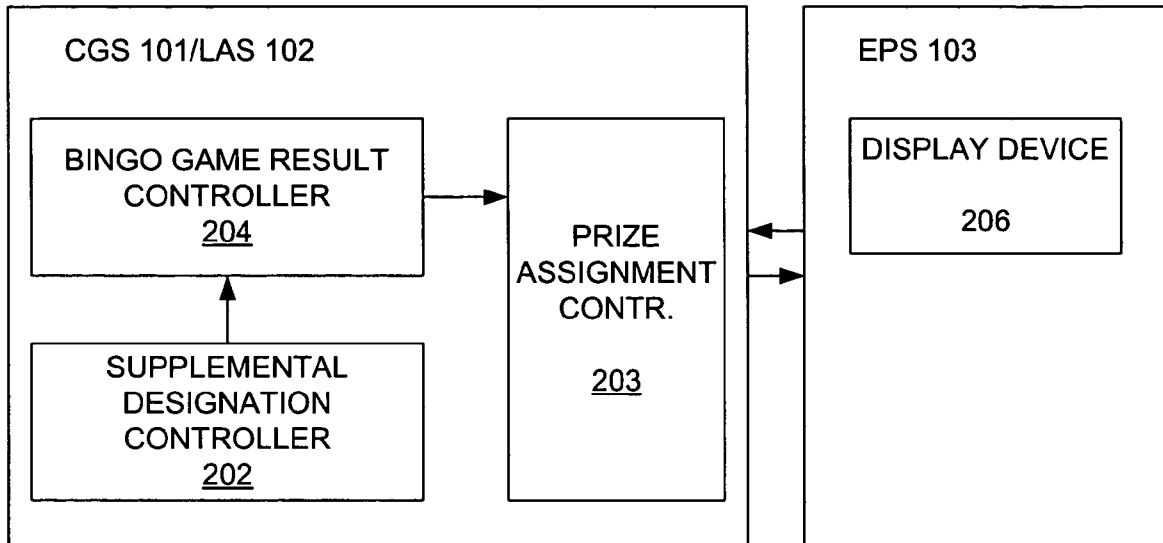 CGS 101/LAS 102
BINGO GAME RESULT
CONTROLLER
204
SUPPLEMENTAL
DESIGNATION
CONTROLLER
202
PRIZE
ASSIGNMENT
CONTR.
203
EPS 103
DISPLAY DEVICE
206